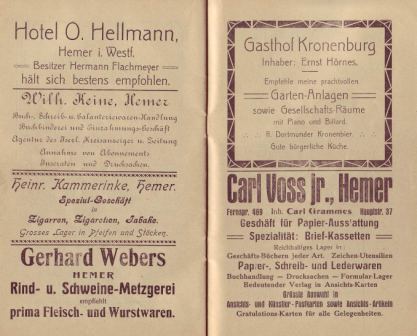 Hotel O. Hellmann,
Hemer i. Westf.
Besitzer Hermann Flachmeyer
hält sich bestens empfohlen.
Wilh. Heine, Hemer
Buch-, Schreib- u. Galanteriewaren-Handlung
Buchbinderei und Einrahmungs-Geschäft
Agentur des Iserl. Kreisanzeiger u. Zeitung
Annahme von Abonnements
Inseraten und Drucksachen.
Heinr. Kammerinke, Hemer.
Spezial-Geschäft
in
Zigarren, Zigaretten, Tabake.
Grosses Lager in Pfeifen und Stöcken.
Gerhard Webers
HEMER
Rind- u. Schweine-Metzgerei
empfiehlt
prima Fleisch- und Wurstwaren.
Gasthof Kronenburg
Inhaber: Ernst Hörnes.
Empfehle meine prachtvollen
Garten-Anlagen
sowie Gesellschafts-Räume
mit Piano und Billard.
ff. Dortmunder Kronenbier.
Gute bürgerliche Küche.
Carl Voss jr., Hemer
Fernspr. 469 Inh. Carl Grammes Hauptstr. 37
Geschäft für Papier-Ausstattung
Spezialität: Brief-Kassetten
Reichhaltiges Lager in:
Geschäfts-Büchern jeder Art. Zeichen-Utensilien
Papier-, Schreib- und Lederwaren
Buchhandlung — Drucksachen — Formular-Lager
Bedeutender Verlag in Ansichts-Karten
Grösste Auswahl in
Ansichts- und Künstler-Postkarten sowie Ansichts-Artikeln
Gratulations-Karten für alle Gelegenheiten.